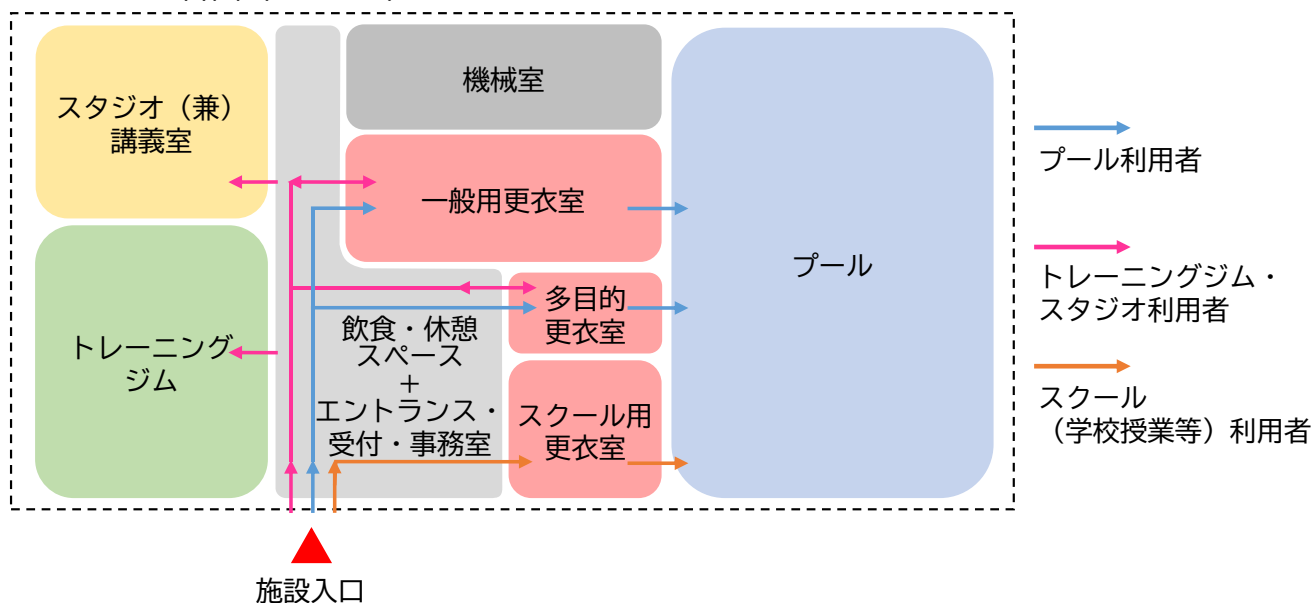 スタジオ（兼）
講義室
機械室
一般用更衣室
プール
トレーニング
ジム
多目的
更衣室
飲食・休憩
スペース
＋
エントランス・
受付・事務室
スクール用
更衣室
施設入口
プール利用者
トレーニングジム・
スタジオ利用者
スクール
（学校授業等）利用者